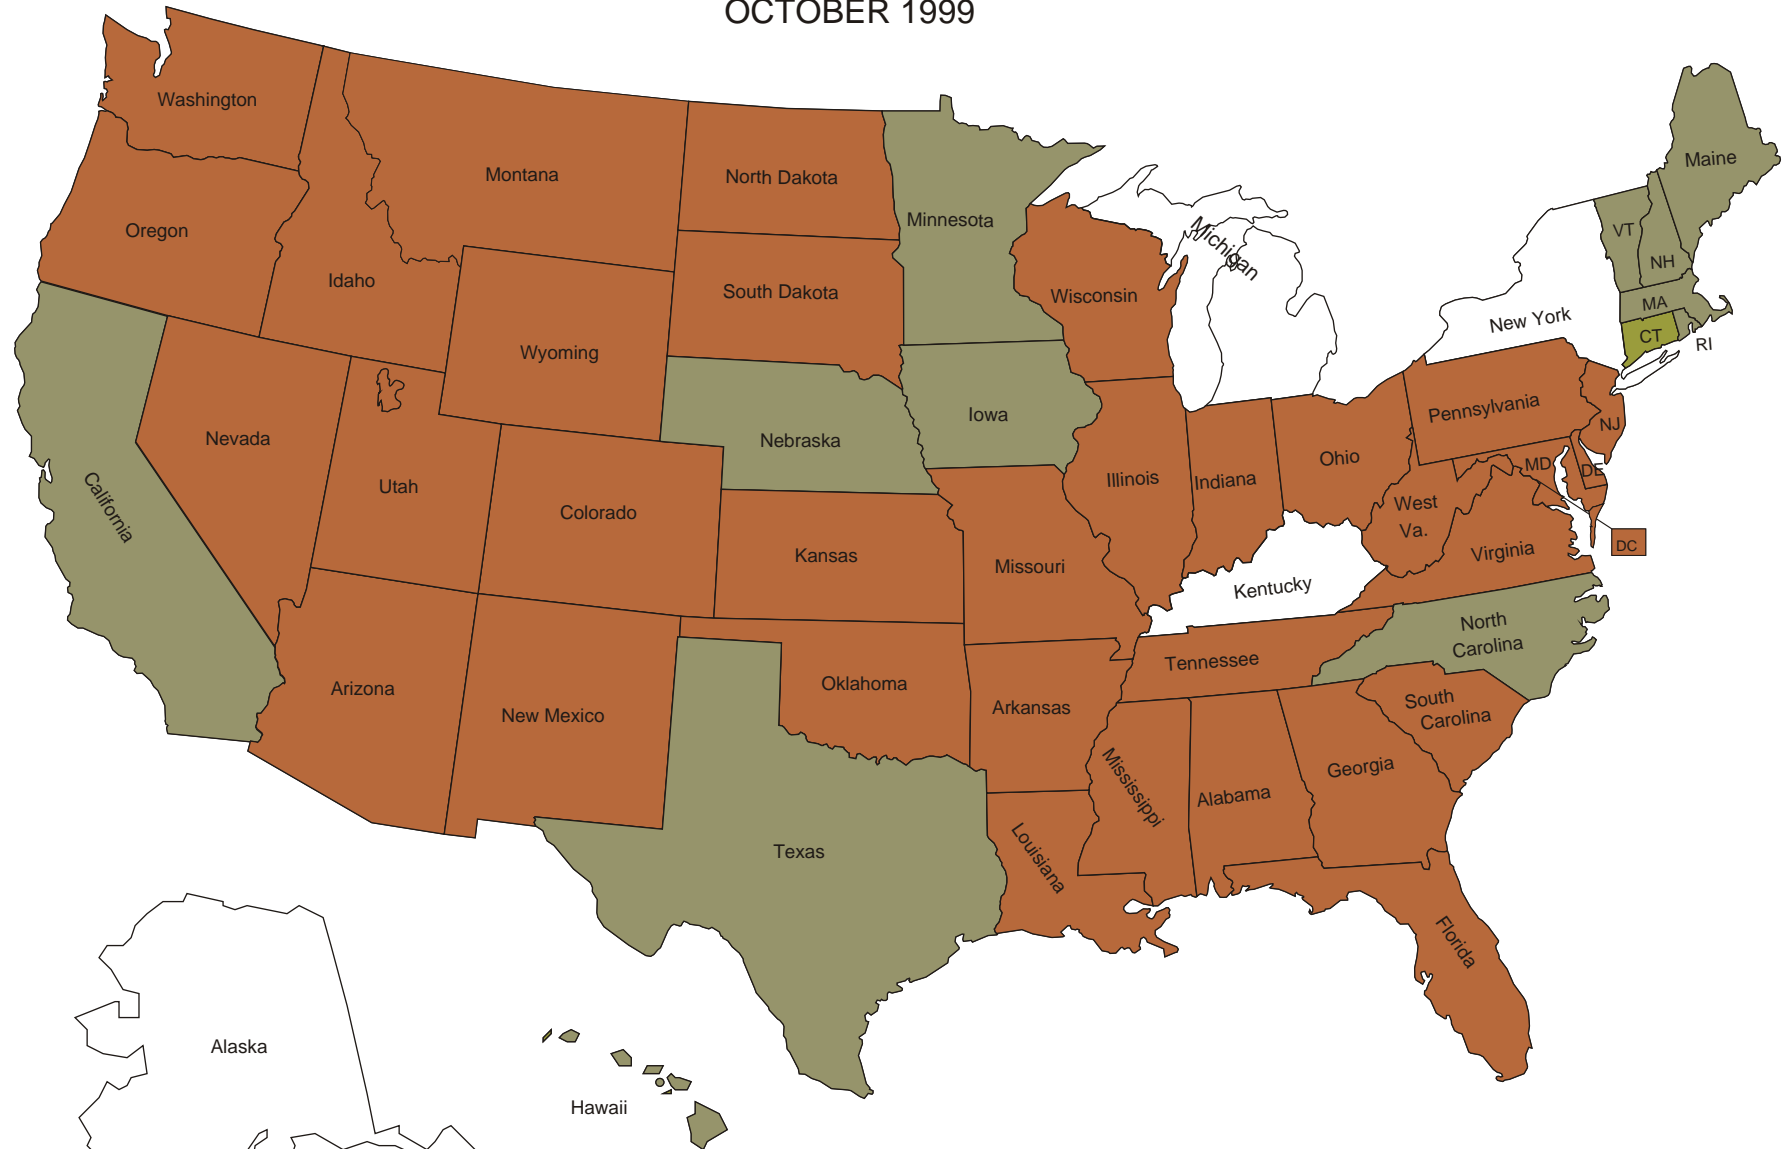 OCTOBER 1999
Washington
Montana
North Dakota
Minnesota
Maine
Oregon
Idaho
South Dakota
Wisconsin
Michigan
VT
NH
MA
New York
CT
RI
Wyoming
Nebraska
Iowa
Pennsylvania
NJ
Nevada
Utah
Colorado
California
Illinois
Indiana
Ohio
MD
DE
West
Va.
Virginia
DC
Kansas
Missouri
Kentucky
North
Carolina
Tennessee
Arizona
New Mexico
Oklahoma
Arkansas
South
Carolina
Mississippi
Alabama
Georgia
Texas
Louisiana
Florida
Alaska
Hawaii